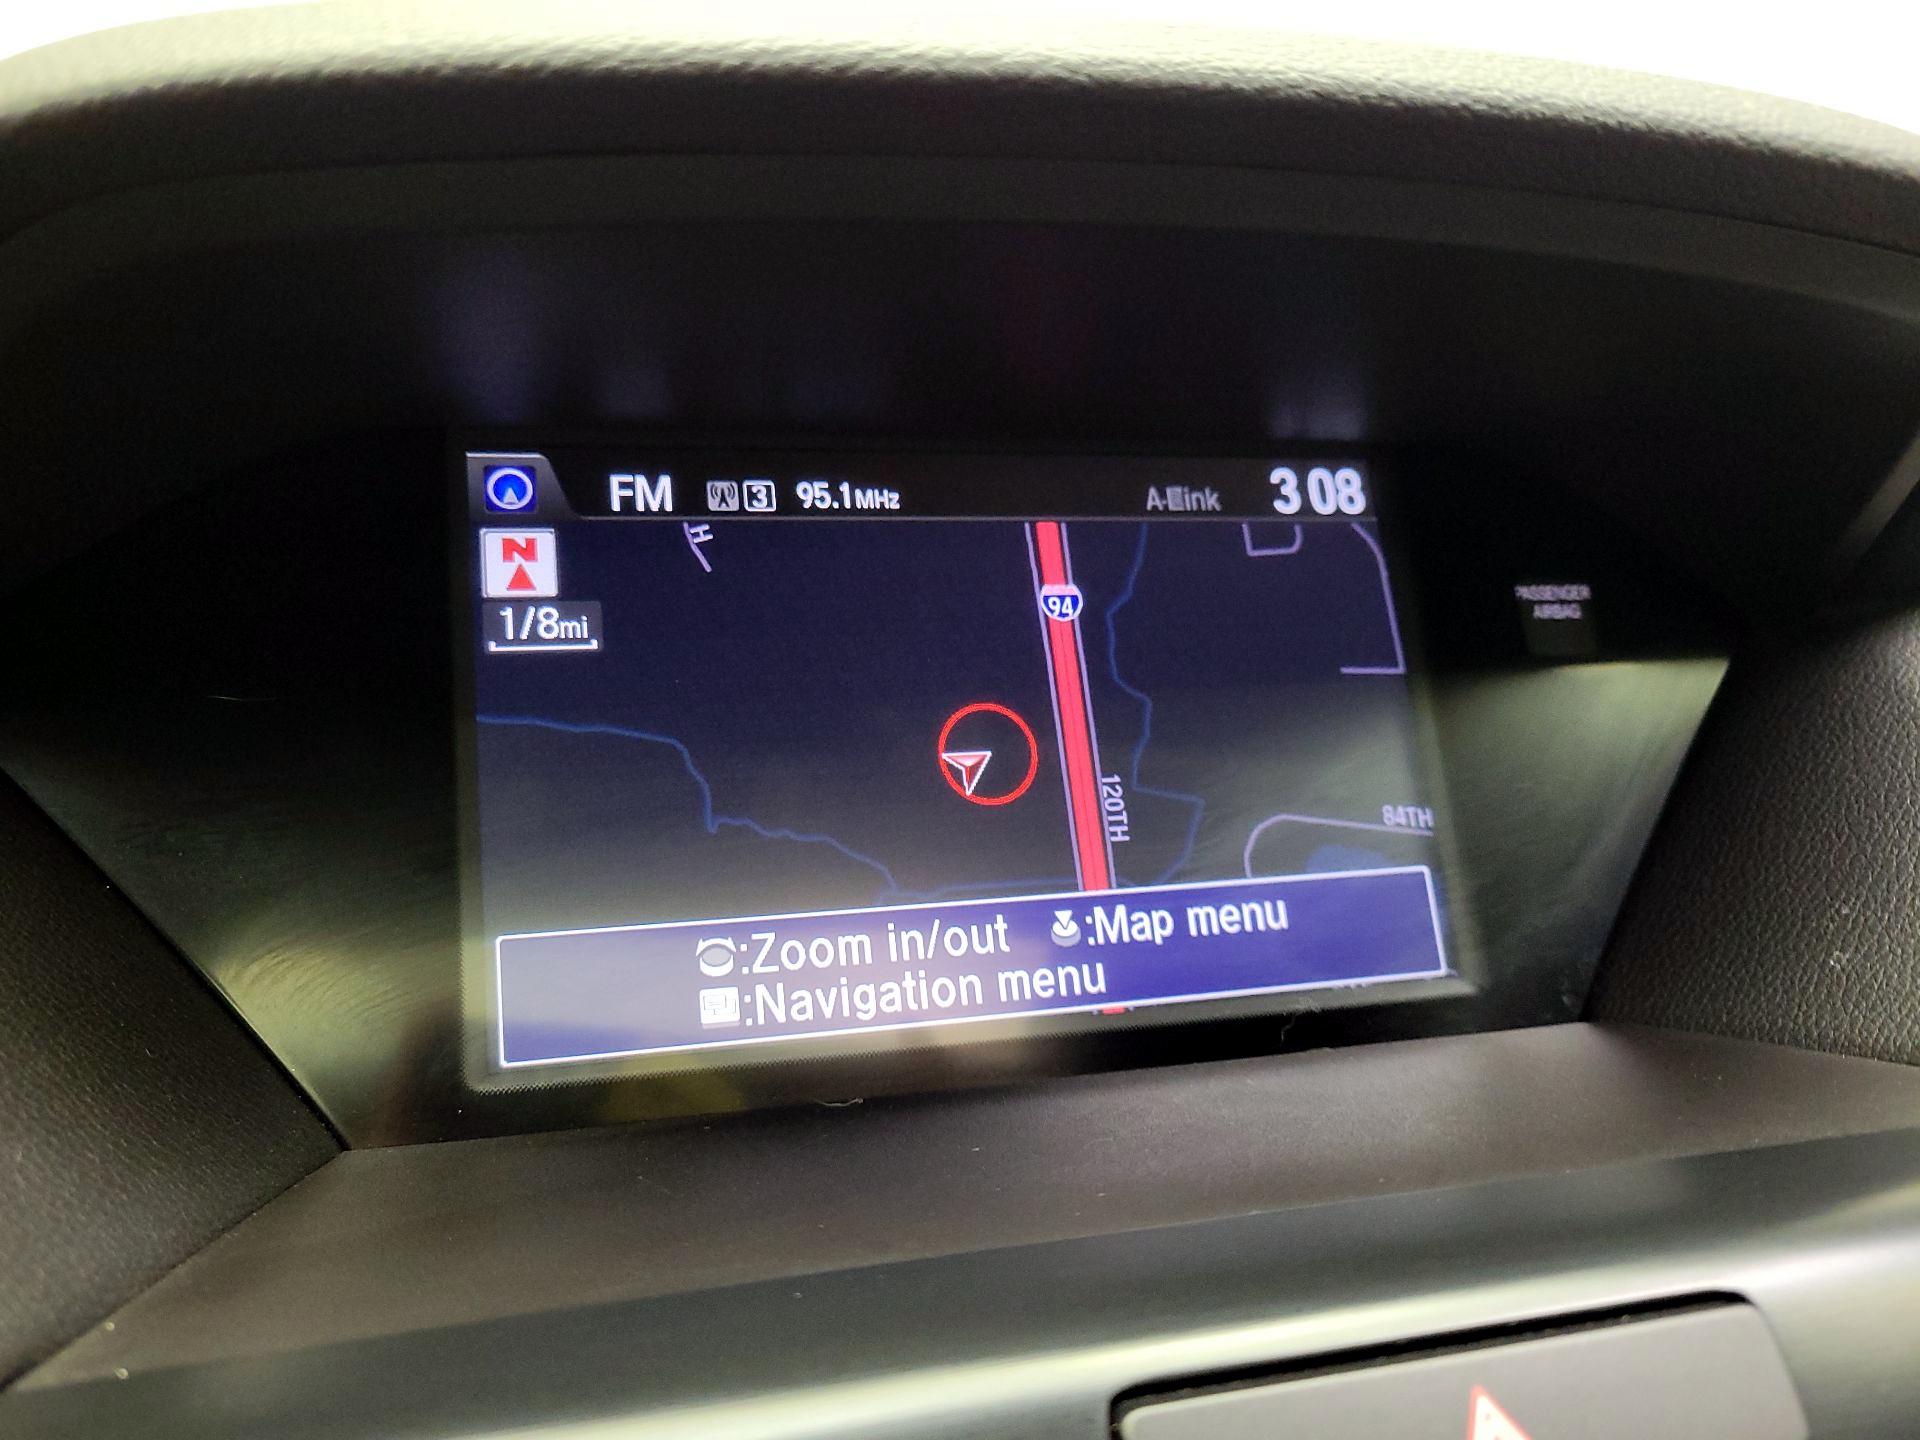 FM 3 95.1MHz A-Link 3 08
N
1/8mi
H
94
120TH
84TH
:Zoom in/out :Map menu
:Navigation menu
PASSENGER
AIRBAG